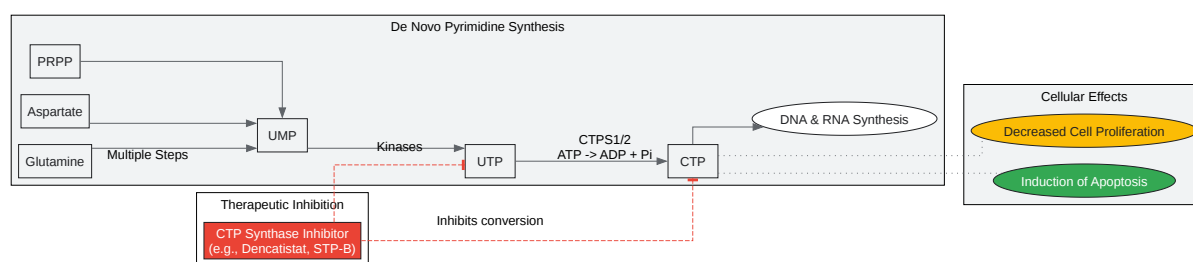 De Novo Pyrimidine Synthesis
PRPP
Aspartate
Glutamine
Multiple Steps
UMP
Kinases
UTP
CTPS1/2
ATP -> ADP + Pi
CTP
DNA & RNA Synthesis
Cellular Effects
Decreased Cell Proliferation
Induction of Apoptosis
Therapeutic Inhibition
CTP Synthase Inhibitor
(e.g., Dencatistat, STP-B)
Inhibits conversion